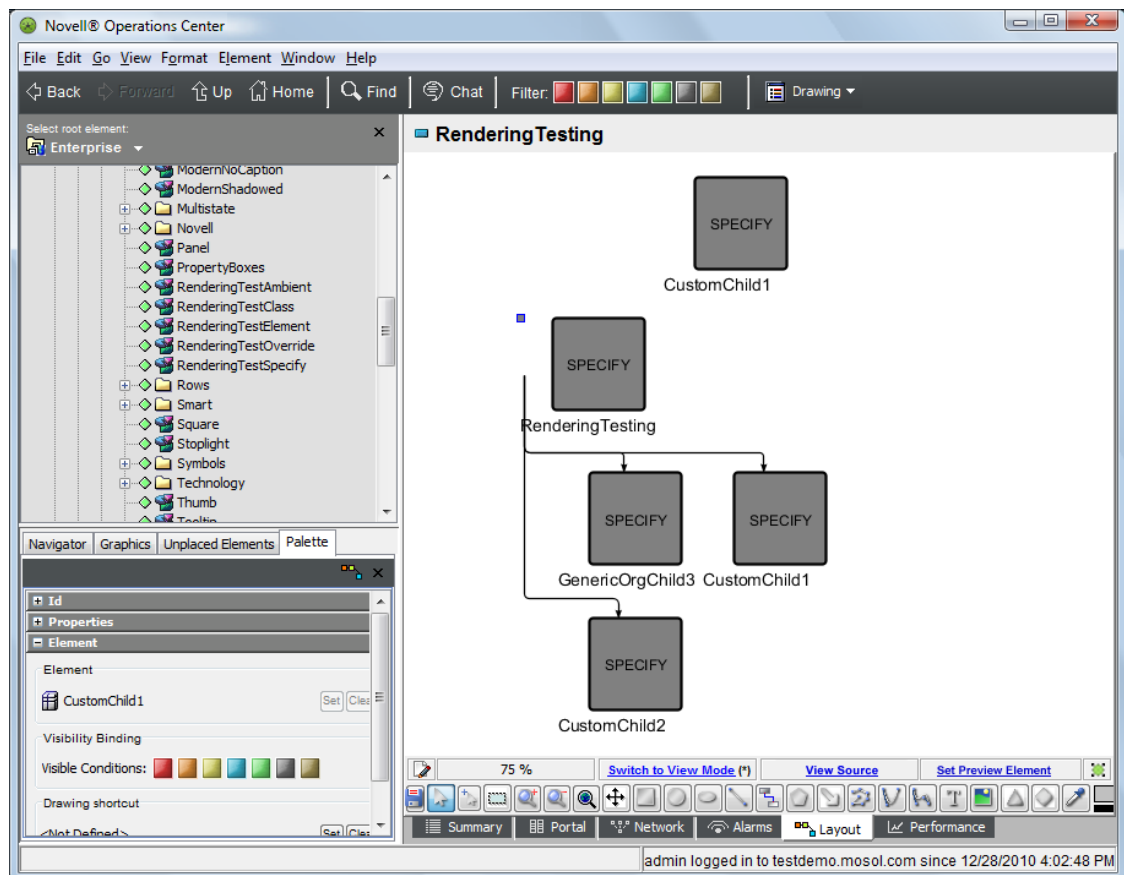 Novell® Operations Center
File Edit Go View Format Element Window Help
Back Forward Up Home Find Chat Filter: Drawing
Select root element:
Enterprise
ModernNoCaption
ModernShadowed
Multistate
Novell
Panel
PropertyBoxes
RenderingTestAmbient
RenderingTestClass
RenderingTestElement
RenderingTestOverride
RenderingTestSpecify
Rows
Smart
Square
Stoplight
Symbols
Technology
Thumb
Tooltip
Navigator Graphics Unplaced Elements Palette
Id
Properties
Element
Element
CustomChild1 Set Clea
Visibility Binding
Visible Conditions:
Drawing shortcut
<Not Defined> Set Clea
RenderingTesting
SPECIFY
CustomChild1
SPECIFY
RenderingTesting
SPECIFY SPECIFY
GenericOrgChild3 CustomChild1
SPECIFY
CustomChild2
75 % Switch to View Mode (*) View Source Set Preview Element
T
Summary Portal Network Alarms Layout Performance
admin logged in to testdemo.mosol.com since 12/28/2010 4:02:48 PM